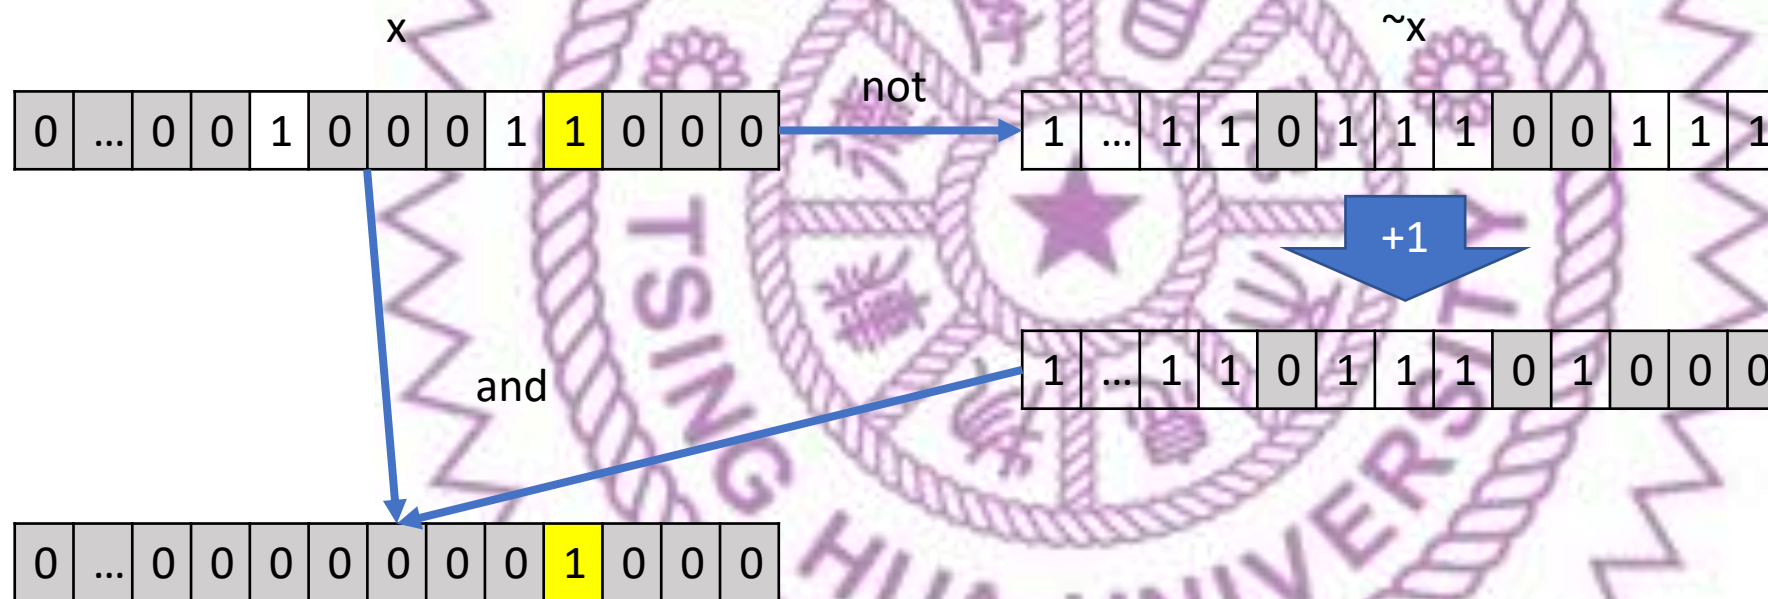 x
~x
not
0 ... 0 0 1 0 0 0 1 1 0 0 0
1 ... 1 1 0 1 1 1 0 0 1 1 1
+1
1 ... 1 1 0 1 1 1 0 1 0 0 0
and
0 ... 0 0 0 0 0 0 0 1 0 0 0
TSING HUA UNIVERSITY